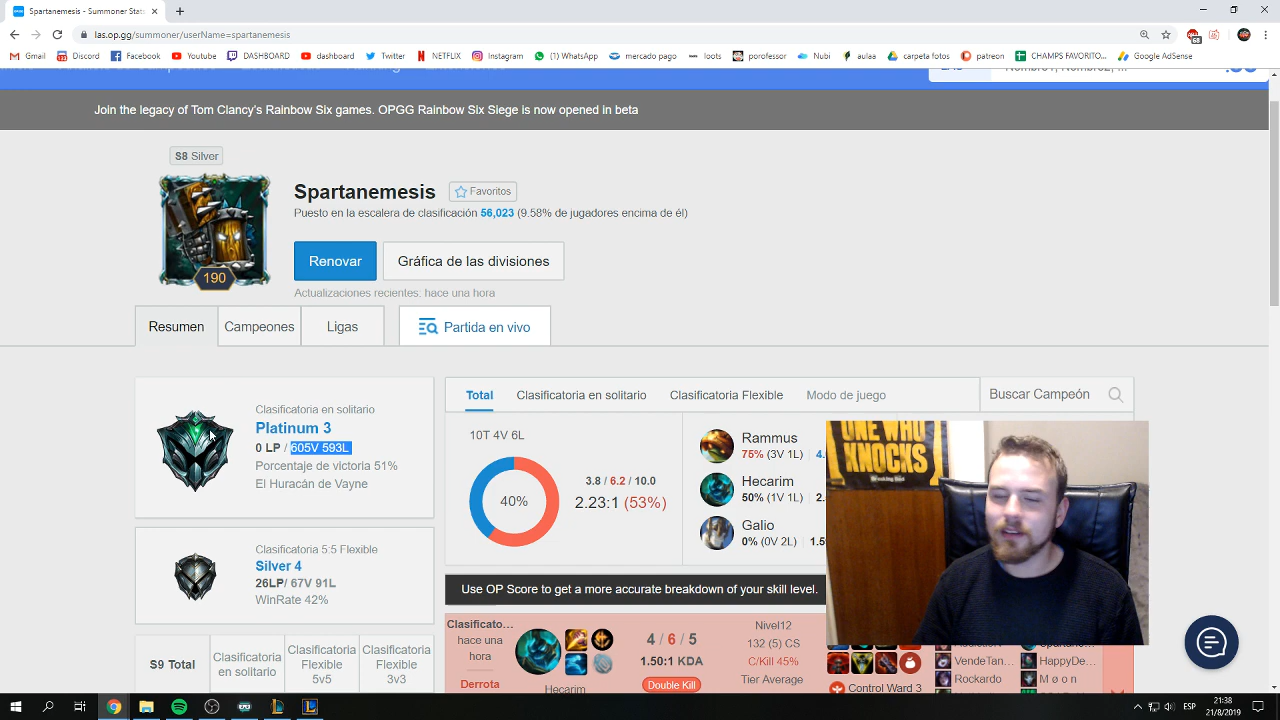 Spartanemesis - Summoner Stats
las.op.gg/summoner/userName=spartanemesis
Gmail Discord Facebook Youtube DASHBOARD dashboard Twitter NETFLIX Instagram (1) WhatsApp mercado pago loots porofessor Nubi aulaa carpeta fotos patreon CHAMPS FAVORITO... Google AdSense
Join the legacy of Tom Clancy's Rainbow Six games. OPGG Rainbow Six Siege is now opened in beta
S8 Silver
Spartanemesis Favoritos
Puesto en la escalera de clasificación 56,023 (9.58% de jugadores encima de él)
190
Renovar Gráfica de las divisiones
Actualizaciones recientes: hace una hora
Resumen Campeones Ligas Partida en vivo
Clasificatoria en solitario
Platinum 3
0 LP / 605V 593L
Porcentaje de victoria 51%
El Huracán de Vayne
Clasificatoria 5:5 Flexible
Silver 4
26LP/ 67V 91L
WinRate 42%
S9 Total
Clasificatoria en solitario
Clasificatoria Flexible 5v5
Clasificatoria Flexible 3v3
Total Clasificatoria en solitario Clasificatoria Flexible Modo de juego Buscar Campeón
10T 4V 6L
40%
3.8 / 6.2 / 10.0
2.23:1 (53%)
Rammus
75% (3V 1L) 4.
Hecarim
50% (1V 1L) 2.
Galio
0% (0V 2L) 1.5
ONE WHO
KNOCKS
Breaking Bad
Use OP Score to get a more accurate breakdown of your skill level.
Clasificato...
hace una
hora
Derrota
Hecarim
4 / 6 / 5
1.50:1 KDA
Double Kill
Nivel12
132 (5) CS
C/Kill 45%
Tier Average
Control Ward 3
VendeTan...
Rockardo
HappyDe...
M ø o n
ESP
21:38
21/8/2019